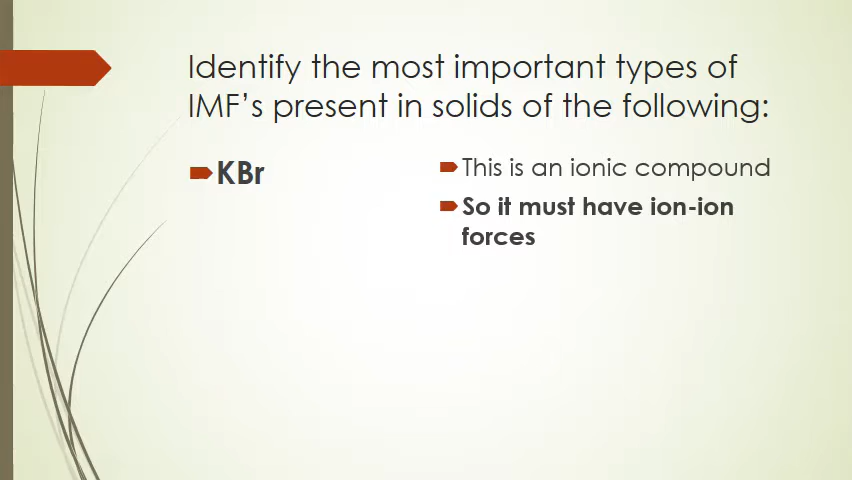 Identify the most important types of
IMF’s present in solids of the following:
KBr
This is an ionic compound
So it must have ion-ion
forces